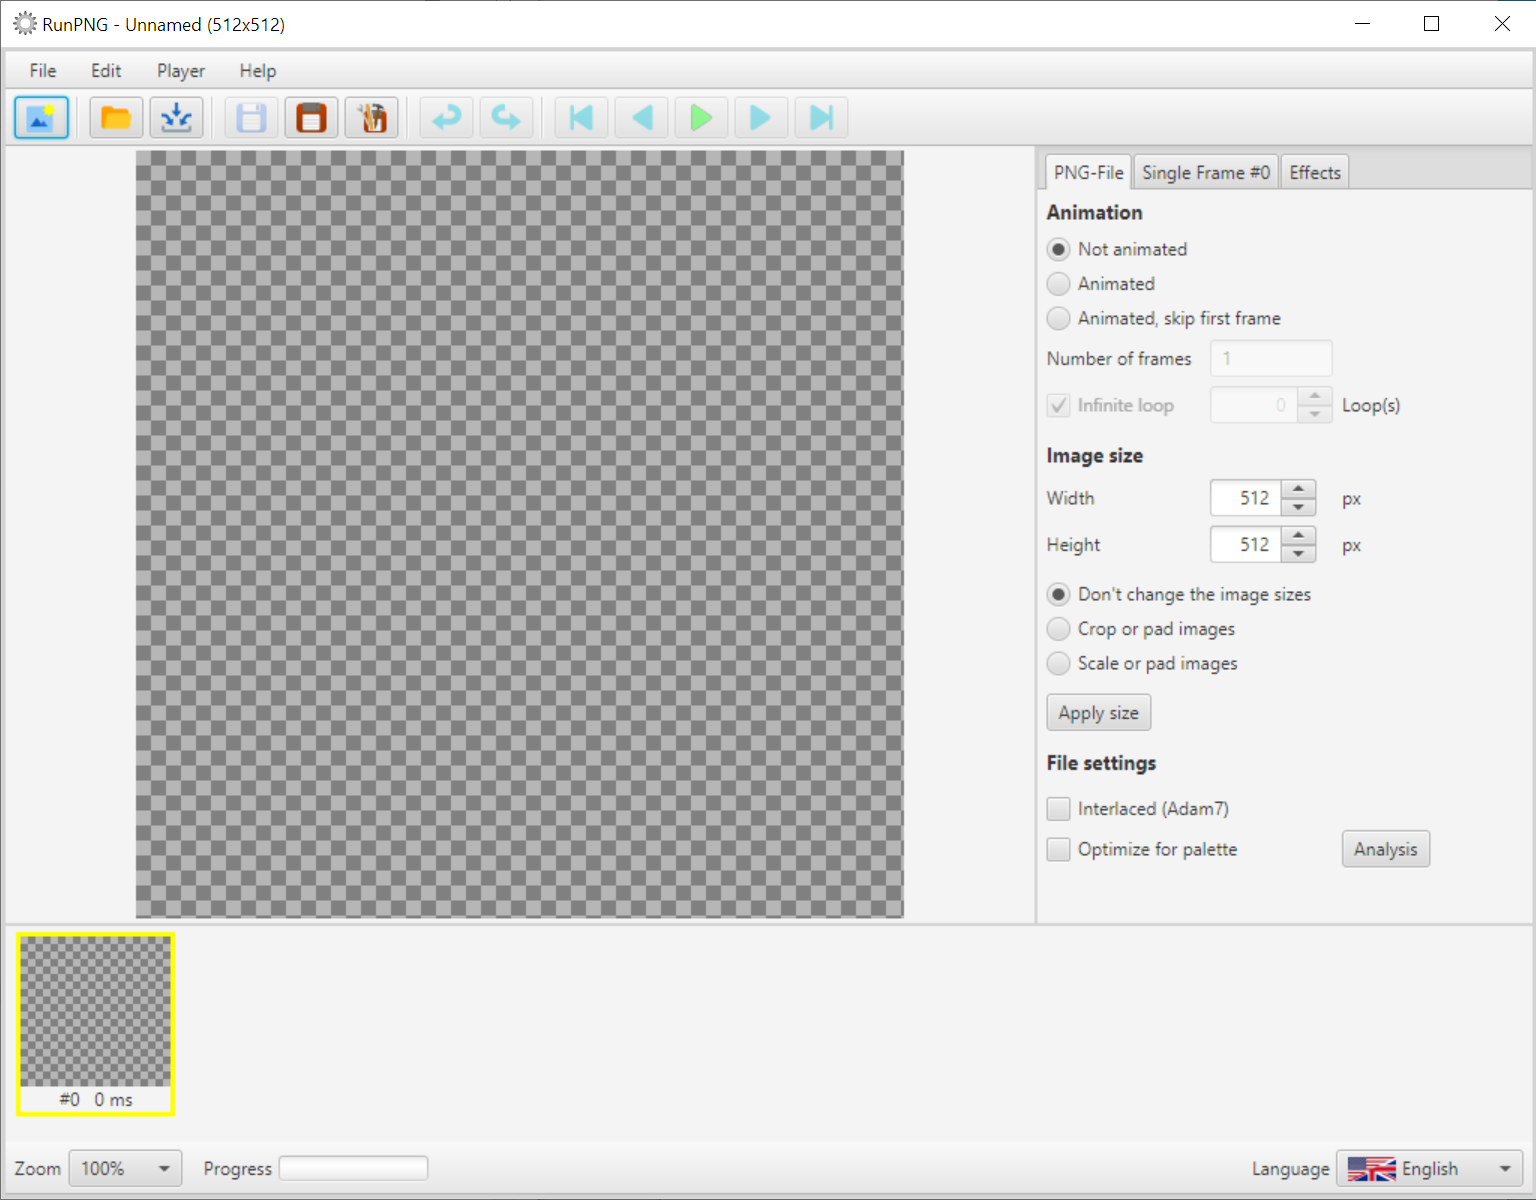 RunPNG - Unnamed (512x512)
File Edit Player Help
PNG-File Single Frame #0 Effects
Animation
Not animated
Animated
Animated, skip first frame
Number of frames 1
Infinite loop 0 Loop(s)
Image size
Width 512 px
Height 512 px
Don't change the image sizes
Crop or pad images
Scale or pad images
Apply size
File settings
Interlaced (Adam7)
Optimize for palette Analysis
#0 0 ms
Zoom 100% Progress Language English